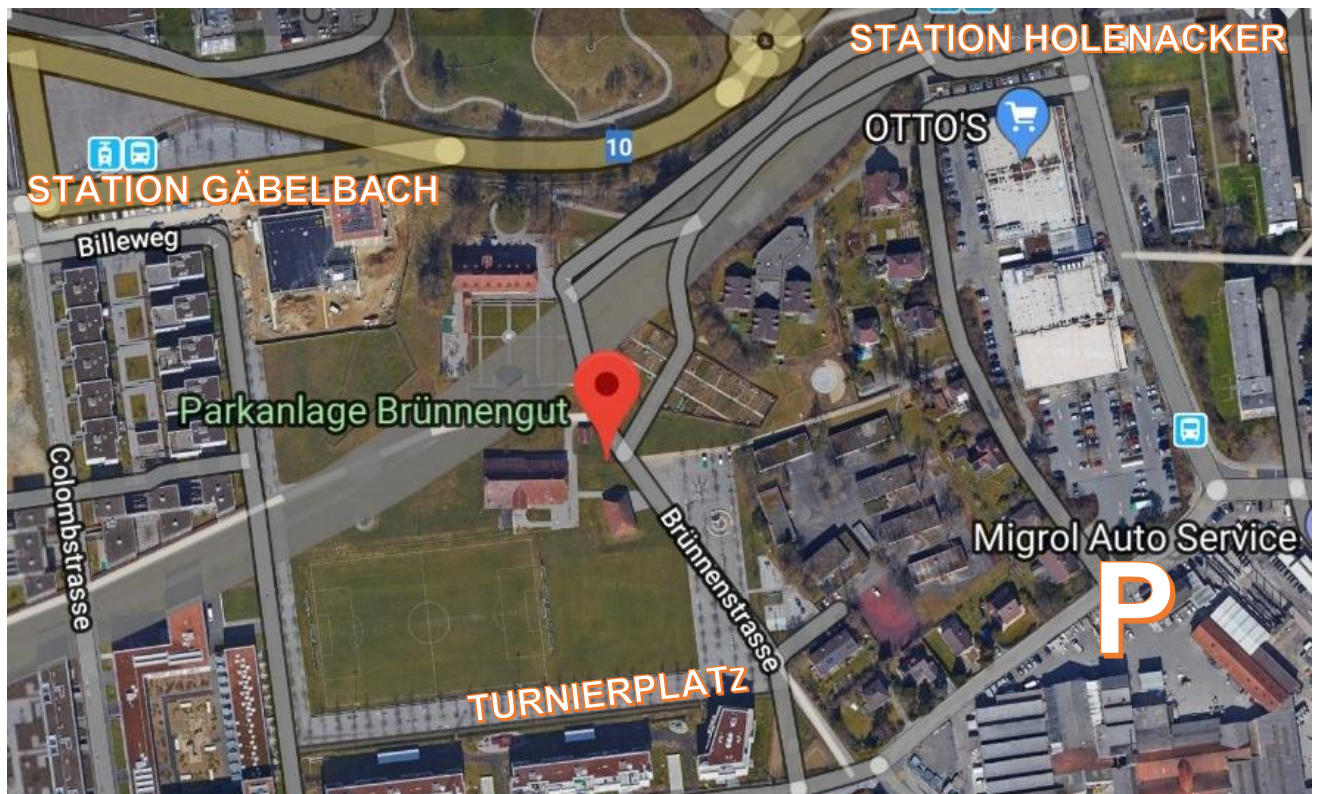 STATION HOLENACKER
OTTO'S
10
STATION GÄBELBACH
Billeweg
Parkanlage Brünnengut
Colombstrasse
Brünnenstrasse
Migrol Auto Service
P
TURNIERPLATz